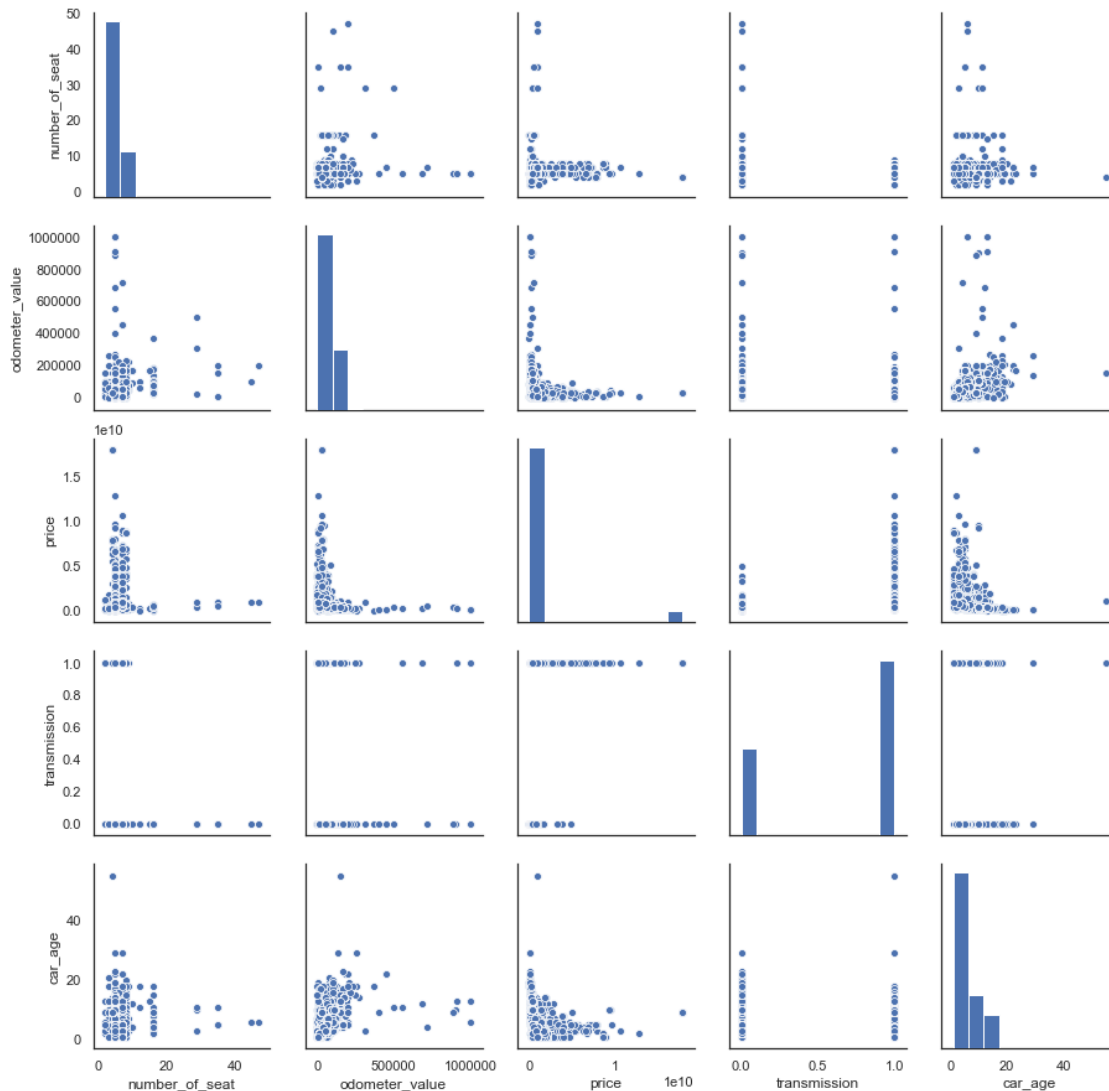 50
40
30
20
10
0
number_of_seat
1000000
800000
600000
400000
200000
0
odometer_value
1e10
1.5
1.0
0.5
0.0
price
1.0
0.8
0.6
0.4
0.2
0.0
transmission
40
20
0
car_age
0 20 40
number_of_seat
0 500000 1000000
odometer_value
0 1
1e10
price
0.0 0.5 1.0
transmission
0 20 40
car_age